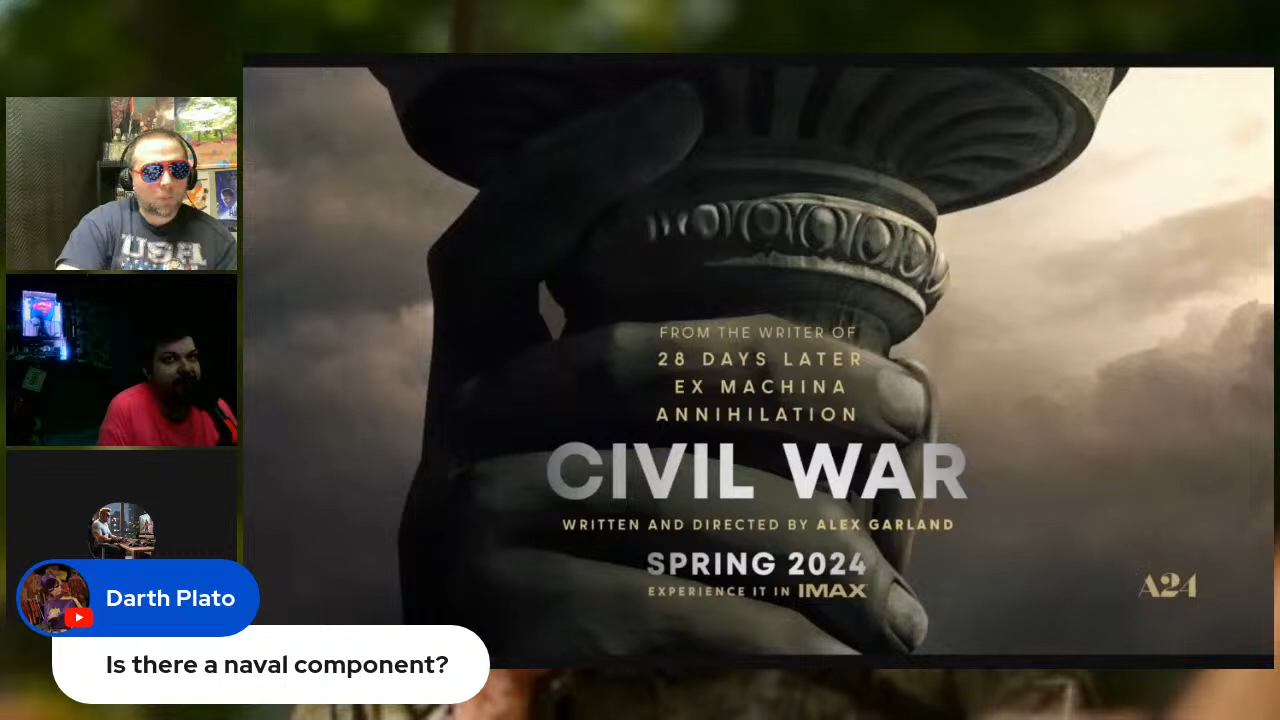 USA
FROM THE WRITER OF
28 DAYS LATER
EX MACHINA
ANNIHILATION
CIVIL WAR
WRITTEN AND DIRECTED BY ALEX GARLAND
SPRING 2024
EXPERIENCE IT IN IMAX
A24
Darth Plato
Is there a naval component?